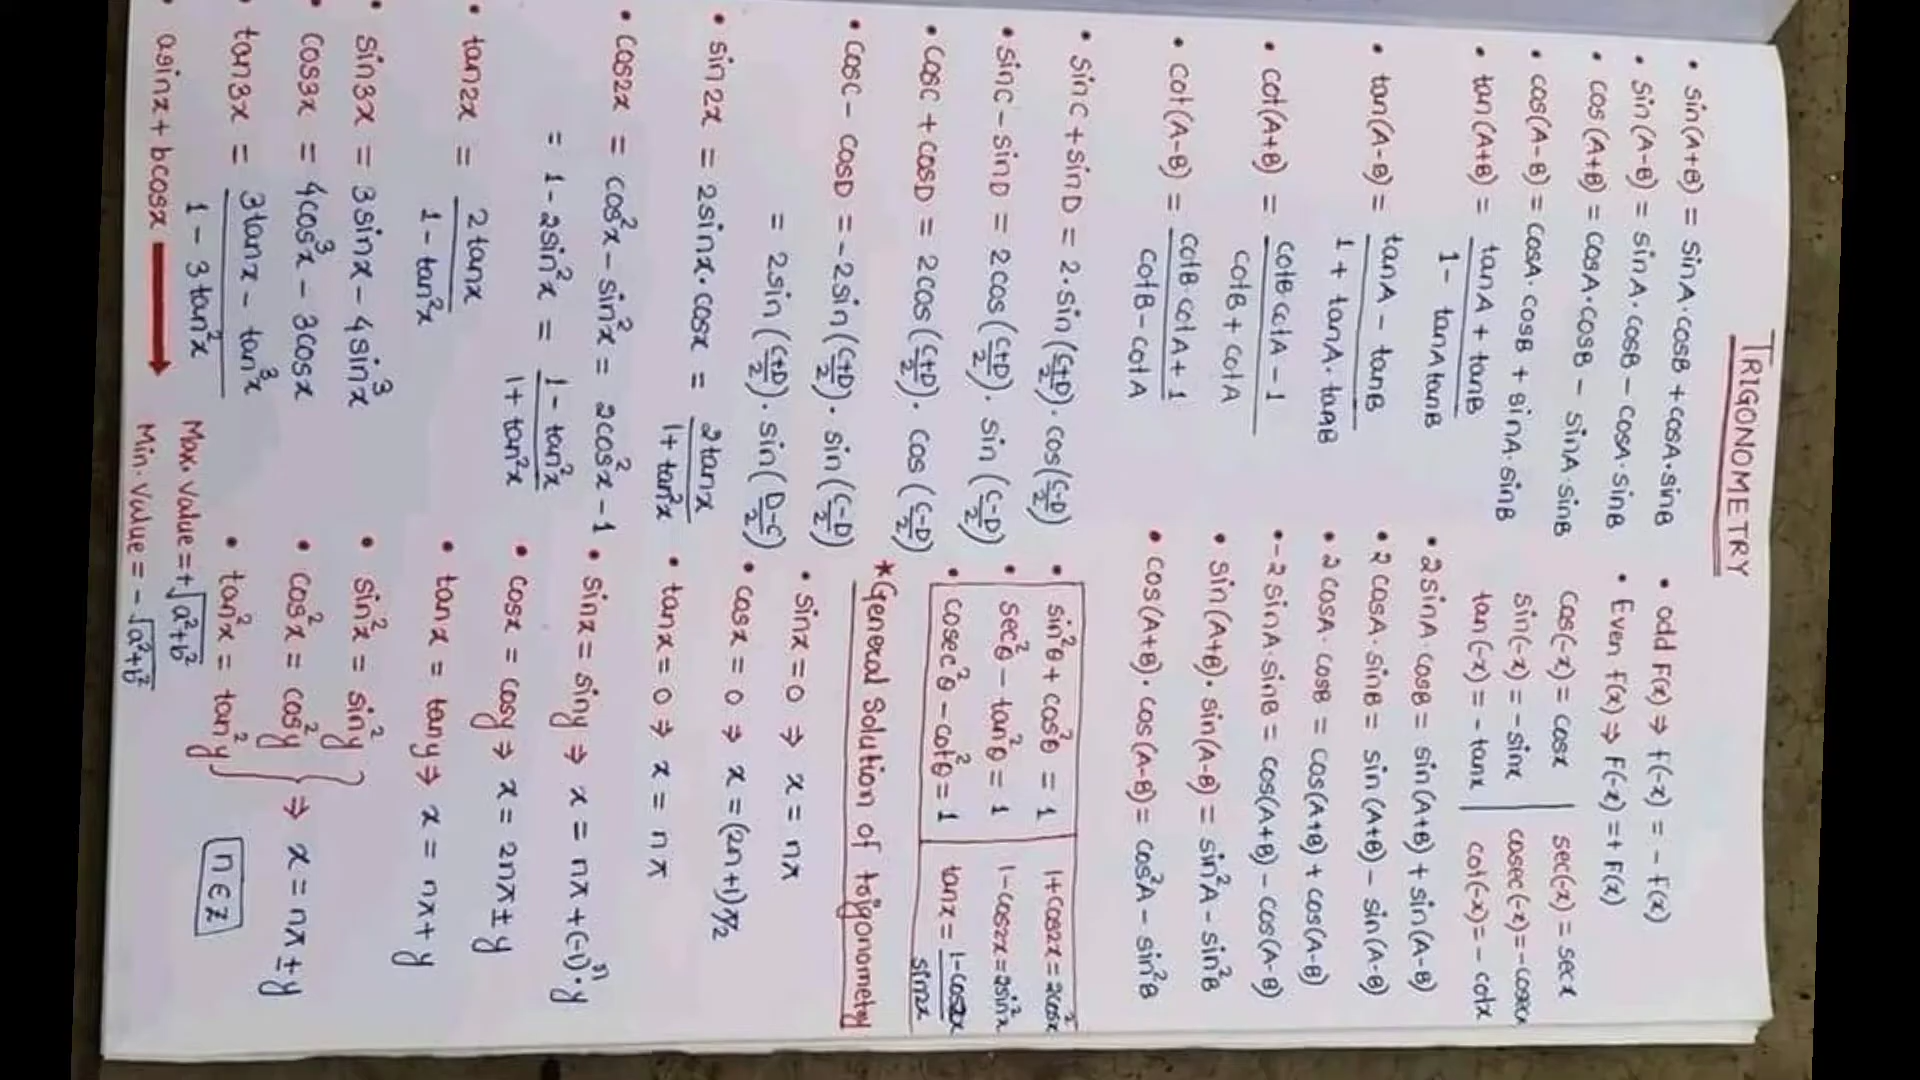 TRIGONOMETRY
• sin(A+B) = sinA·cosB + cosA·sinB
• sin(A-B) = sinA·cosB - cosA·sinB
• cos(A+B) = cosA·cosB - sinA·sinB
• cos(A-B) = cosA·cosB + sinA·sinB
• tan(A+B) = (tanA + tanB)/(1 - tanAtanB)
• tan(A-B) = (tanA - tanB)/(1 + tanA·tanB)
• cot(A+B) = (cotB cotA - 1)/(cotB + cotA)
• cot(A-B) = (cotB cotA + 1)/(cotB - cotA)
• sinC + sinD = 2·sin((C+D)/2)·cos((C-D)/2)
• sinC - sinD = 2cos((C+D)/2)·sin((C-D)/2)
• cosC + cosD = 2cos((C+D)/2)·cos((C-D)/2)
• cosC - cosD = -2sin((C+D)/2)·sin((C-D)/2)
= 2sin((C+D)/2)·sin((D-C)/2)
• sin2x = 2sinx·cosx = 2tanx/(1 + tan²x)
• cos2x = cos²x - sin²x = 2cos²x - 1
= 1 - 2sin²x = (1 - tan²x)/(1 + tan²x)
• tan2x = 2tanx/(1 - tan²x)
• sin3x = 3sinx - 4sin³x
• cos3x = 4cos³x - 3cosx
• tan3x = (3tanx - tan³x)/(1 - 3tan²x)
• asinx + bcosx → Max. Value = +√(a²+b²)
Min. Value = -√(a²+b²)
• odd F(x) ⇒ f(-x) = - f(x)
• Even f(x) ⇒ F(-x) = + F(x)
cos(-x) = cosx | sec(-x) = secx
sin(-x) = -sinx | cosec(-x) = -cosecx
tan(-x) = - tanx | cot(-x) = - cotx
• 2sinA·cosB = sin(A+B) + sin(A-B)
• 2cosA·sinB = sin(A+B) - sin(A-B)
• 2cosA·cosB = cos(A+B) + cos(A-B)
• -2sinA·sinB = cos(A+B) - cos(A-B)
• sin(A+B)·sin(A-B) = sin²A - sin²B
• cos(A+B)·cos(A-B) = cos²A - sin²B
• sin²θ + cos²θ = 1 | 1+cos2x = 2cos²x
• sec²θ - tan²θ = 1 | 1-cos2x = 2sin²x
• cosec²θ - cot²θ = 1 | tanx = (1-cos2x)/sin2x
*General Solution of trigonometry
• sinx = 0 ⇒ x = nπ
• cosx = 0 ⇒ x = (2n+1)π/2
• tanx = 0 ⇒ x = nπ
• sinx = siny ⇒ x = nπ + (-1)ⁿ·y
• cosx = cosy ⇒ x = 2nπ ± y
• tanx = tany ⇒ x = nπ + y
• sin²x = sin²y
• cos²x = cos²y } ⇒ x = nπ ± y
• tan²x = tan²y
n ∈ z